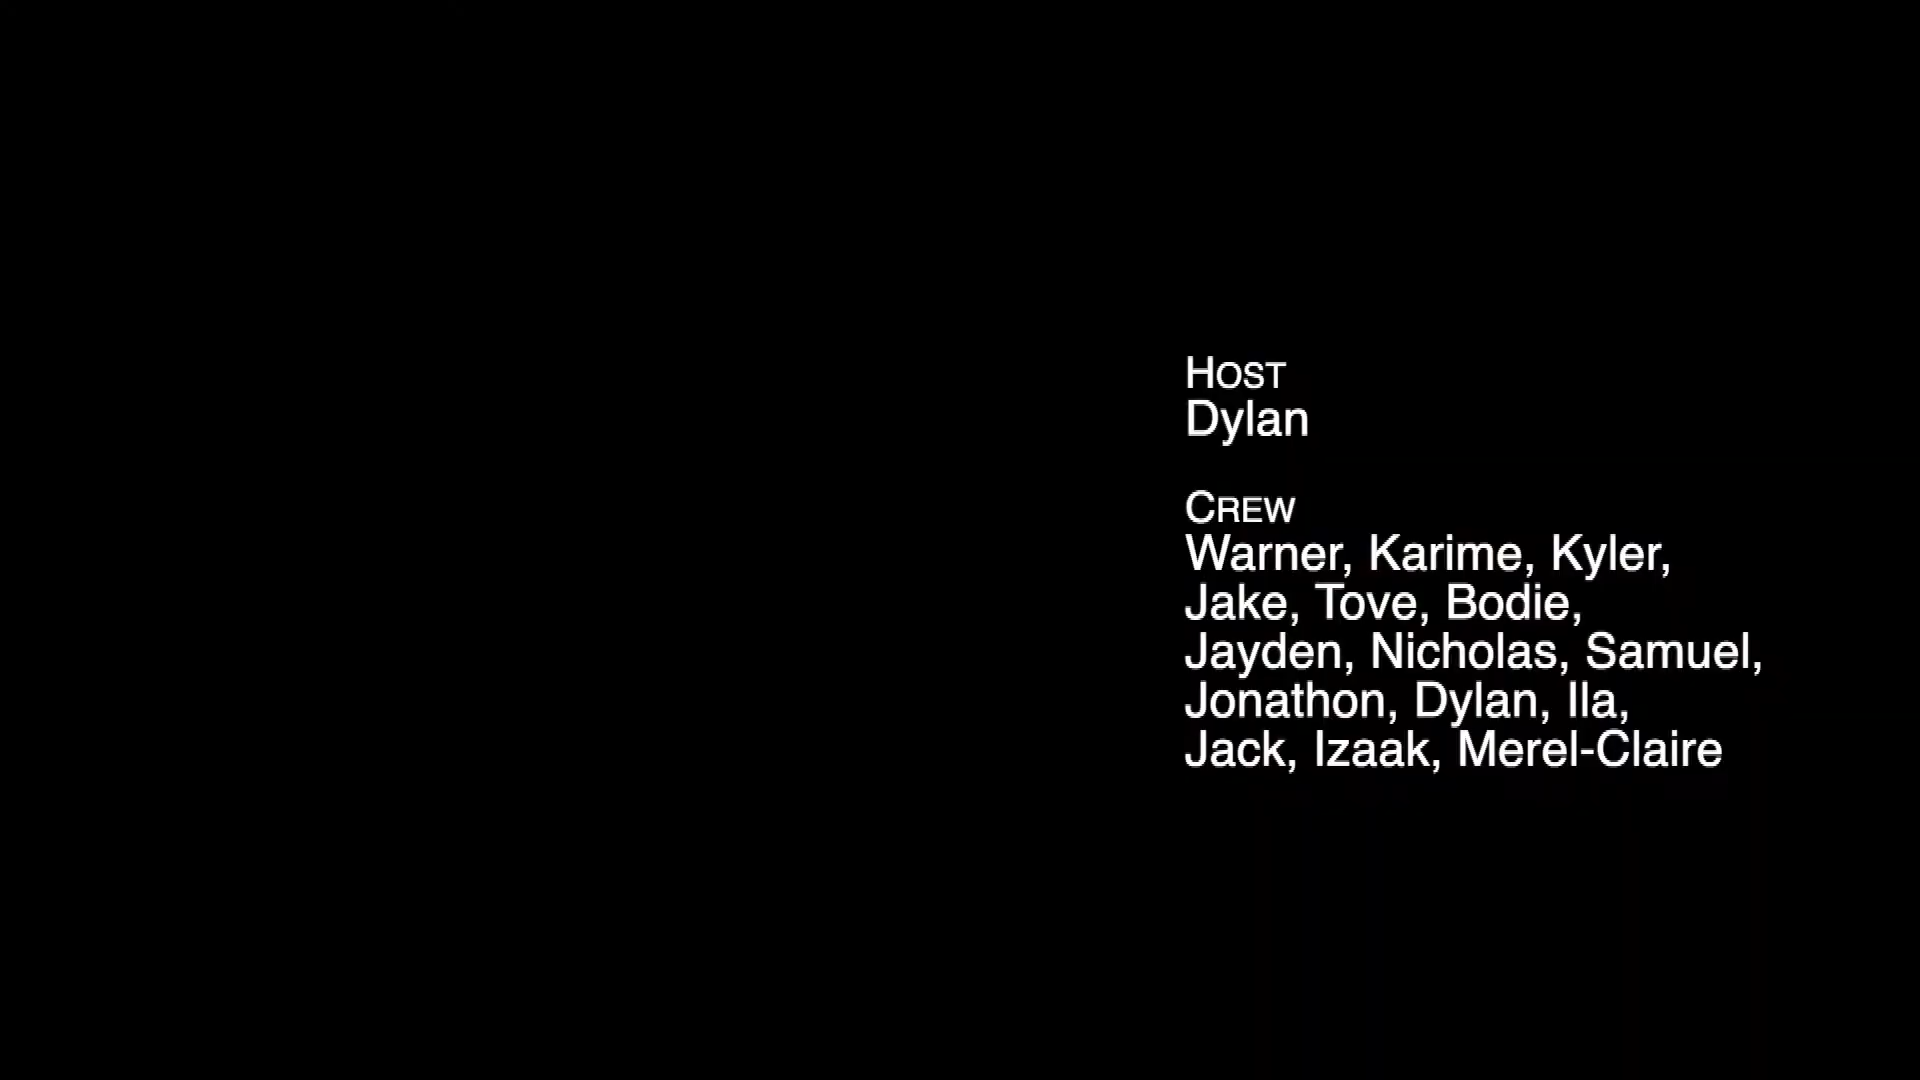 HOST
Dylan
CREW
Warner, Karime, Kyler,
Jake, Tove, Bodie,
Jayden, Nicholas, Samuel,
Jonathon, Dylan, Ila,
Jack, Izaak, Merel-Claire